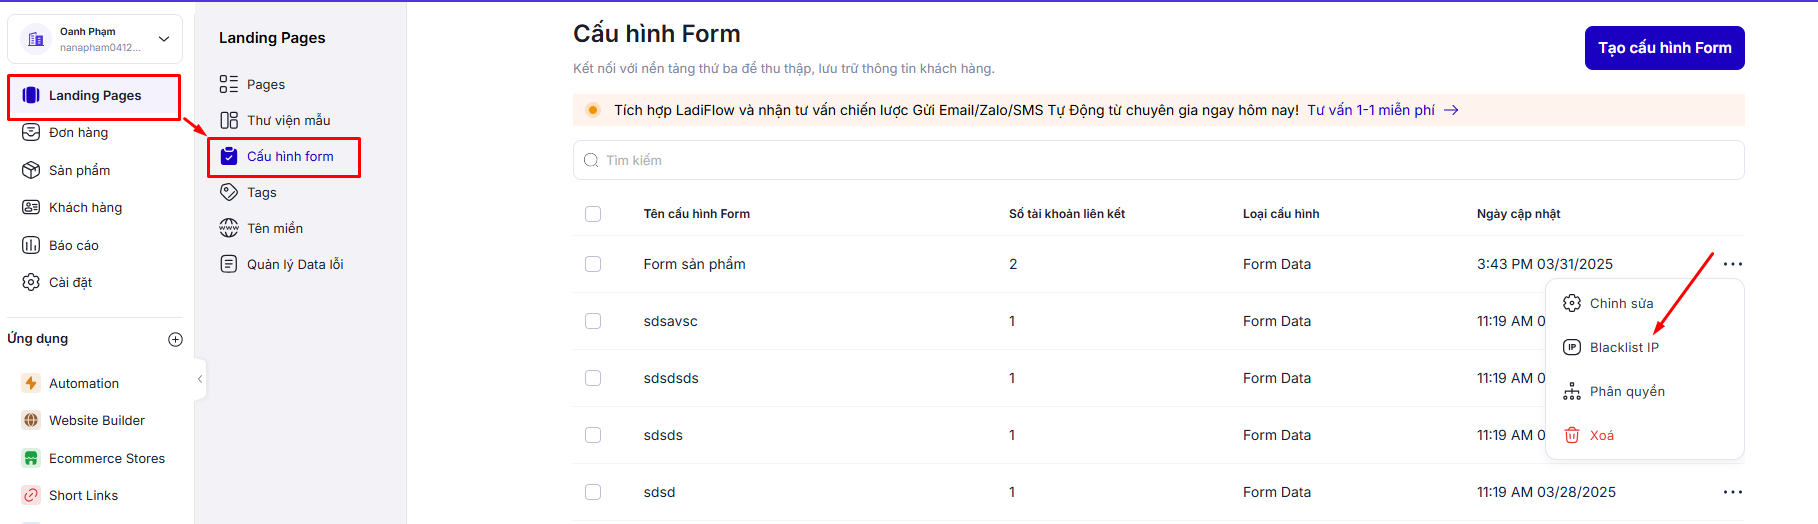 Oanh Phạm
nanapham0412...
Landing Pages
Đơn hàng
Sản phẩm
Khách hàng
Báo cáo
Cài đặt
Ứng dụng
Automation
Website Builder
Ecommerce Stores
Short Links
Landing Pages
Pages
Thư viện mẫu
Cấu hình form
Tags
WWW
Tên miền
Quản lý Data lỗi
Cấu hình Form
Tạo cấu hình Form
Kết nối với nền tảng thứ ba để thu thập, lưu trữ thông tin khách hàng.
Tích hợp LadiFlow và nhận tư vấn chiến lược Gửi Email/Zalo/SMS Tự Động từ chuyên gia ngay hôm nay! Tư vấn 1-1 miễn phí
Tìm kiếm
Tên cấu hình Form Số tài khoản liên kết Loại cấu hình Ngày cập nhật
Form sản phẩm 2 Form Data 3:43 PM 03/31/2025
sdsavsc 1 Form Data 11:19 AM 0
sdsdsds 1 Form Data 11:19 AM 0
sdsds 1 Form Data 11:19 AM 0
sdsd 1 Form Data 11:19 AM 03/28/2025
Chỉnh sửa
IP Blacklist IP
Phân quyền
Xoá